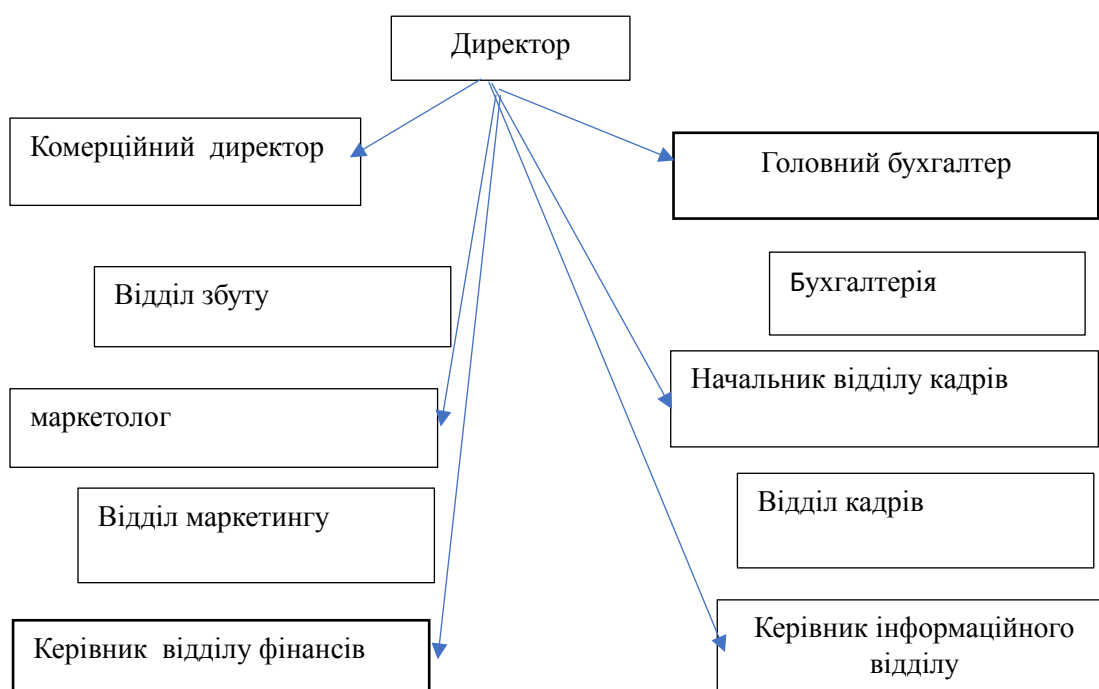 Директор
Комерційний директор
Головний бухгалтер
Відділ збуту
Бухгалтерія
маркетолог
Начальник відділу кадрів
Відділ маркетингу
Відділ кадрів
Керівник відділу фінансів
Керівник інформаційного
відділу